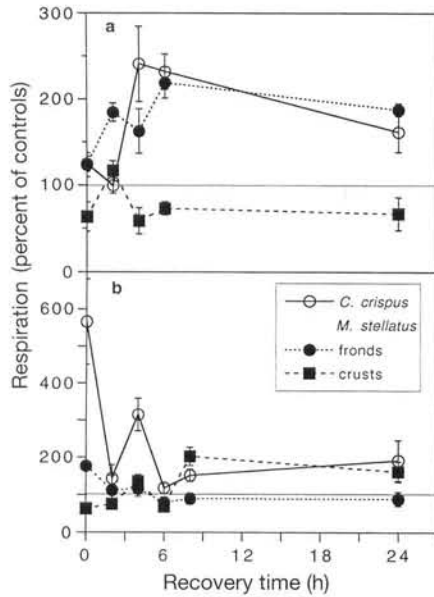 300
a
200
100
0
b
600
400
200
100
0
Respiration (percent of controls)
C. crispus
M. stellatus
fronds
crusts
0 6 12 18 24
Recovery time (h)